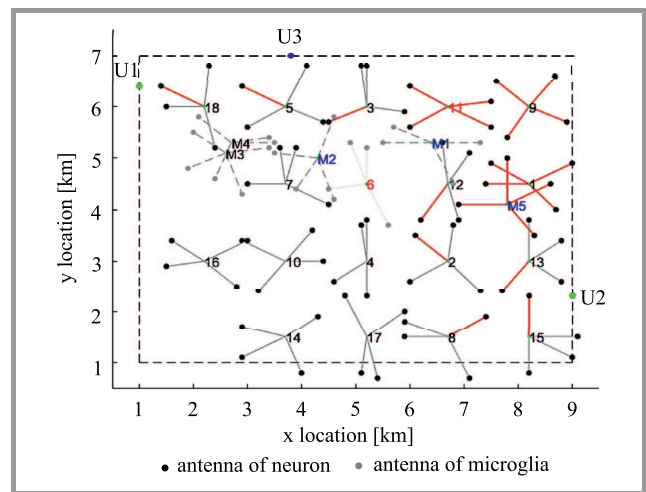 U3
7
U1
6
18
5
3
11
9
M4
M3
M2
M1
5
7
6
12
1
M5
4
16
10
4
2
13
3
U2
2
14
17
8
15
1
1 2 3 4 5 6 7 8 9
y location [km]
x location [km]
antenna of neuron antenna of microglia